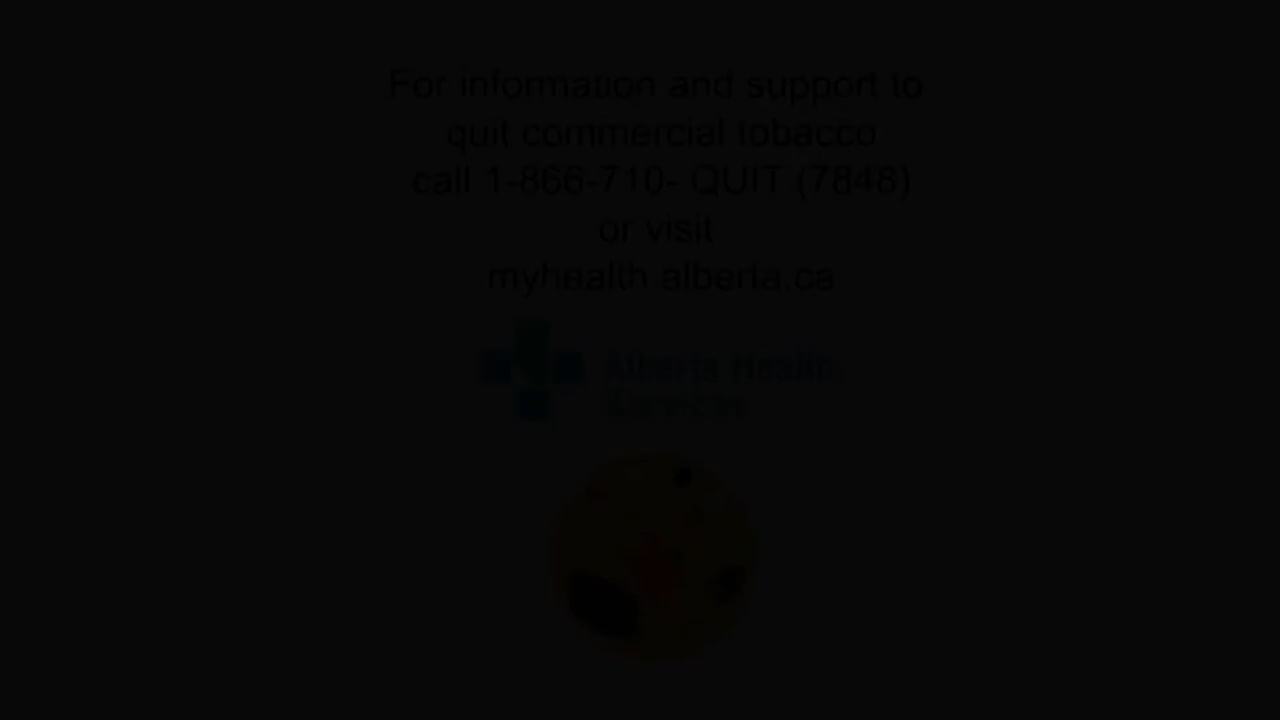 For information and support to
quit commercial tobacco
call 1-866-710- QUIT (7848)
or visit
myhealth.alberta.ca
Alberta Health
Services